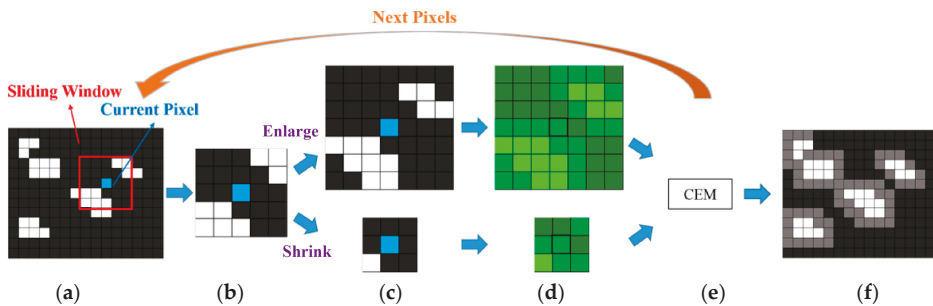 Next Pixels
Sliding Window
Current Pixel
Enlarge
Shrink
CEM
(a) (b) (c) (d) (e) (f)